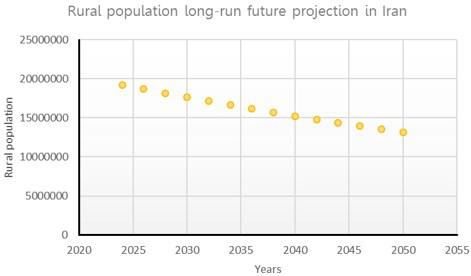 Rural population long-run future projection in Iran
25000000
20000000
15000000
10000000
5000000
0
2020 2025 2030 2035 2040 2045 2050 2055
Rural population
Years